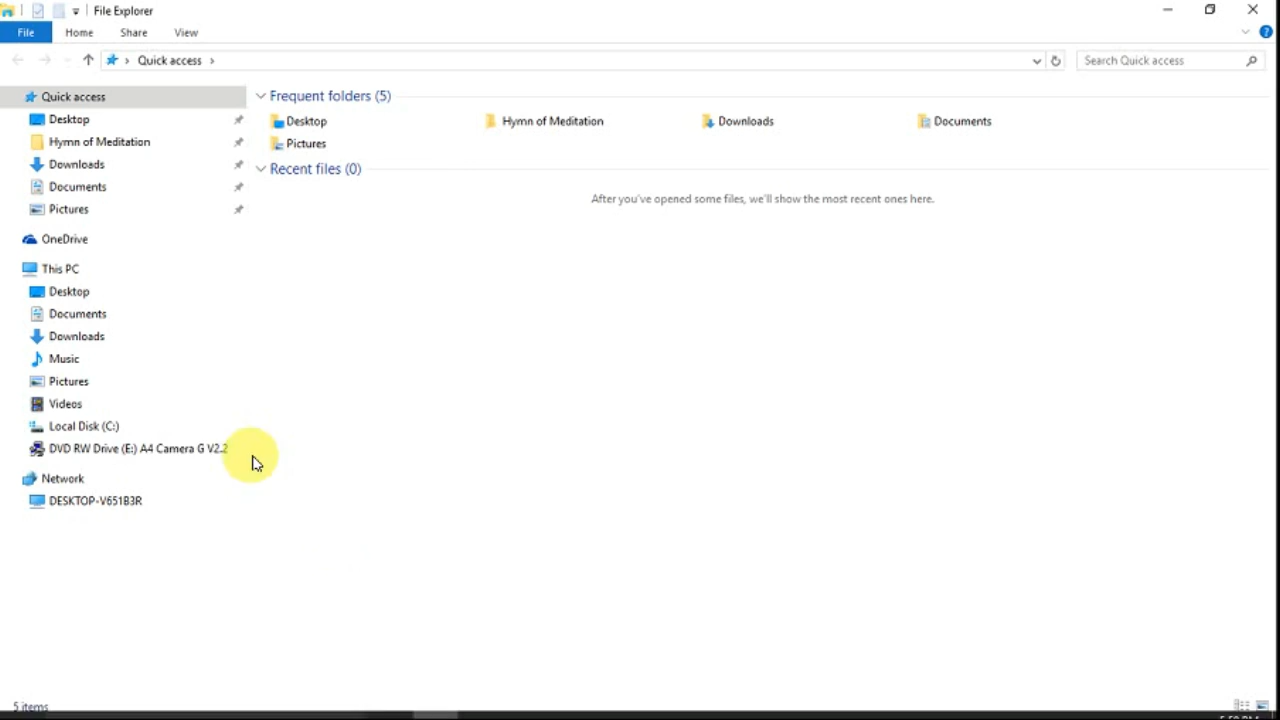 File Explorer
File Home Share View
Quick access
Search Quick access
Quick access
Desktop
Hymn of Meditation
Downloads
Documents
Pictures
OneDrive
This PC
Desktop
Documents
Downloads
Music
Pictures
Videos
Local Disk (C:)
DVD RW Drive (E:) A4 Camera G V2.2
Network
DESKTOP-V651B3R
Frequent folders (5)
Desktop Hymn of Meditation Downloads Documents
Pictures
Recent files (0)
After you've opened some files, we'll show the most recent ones here.
5 items